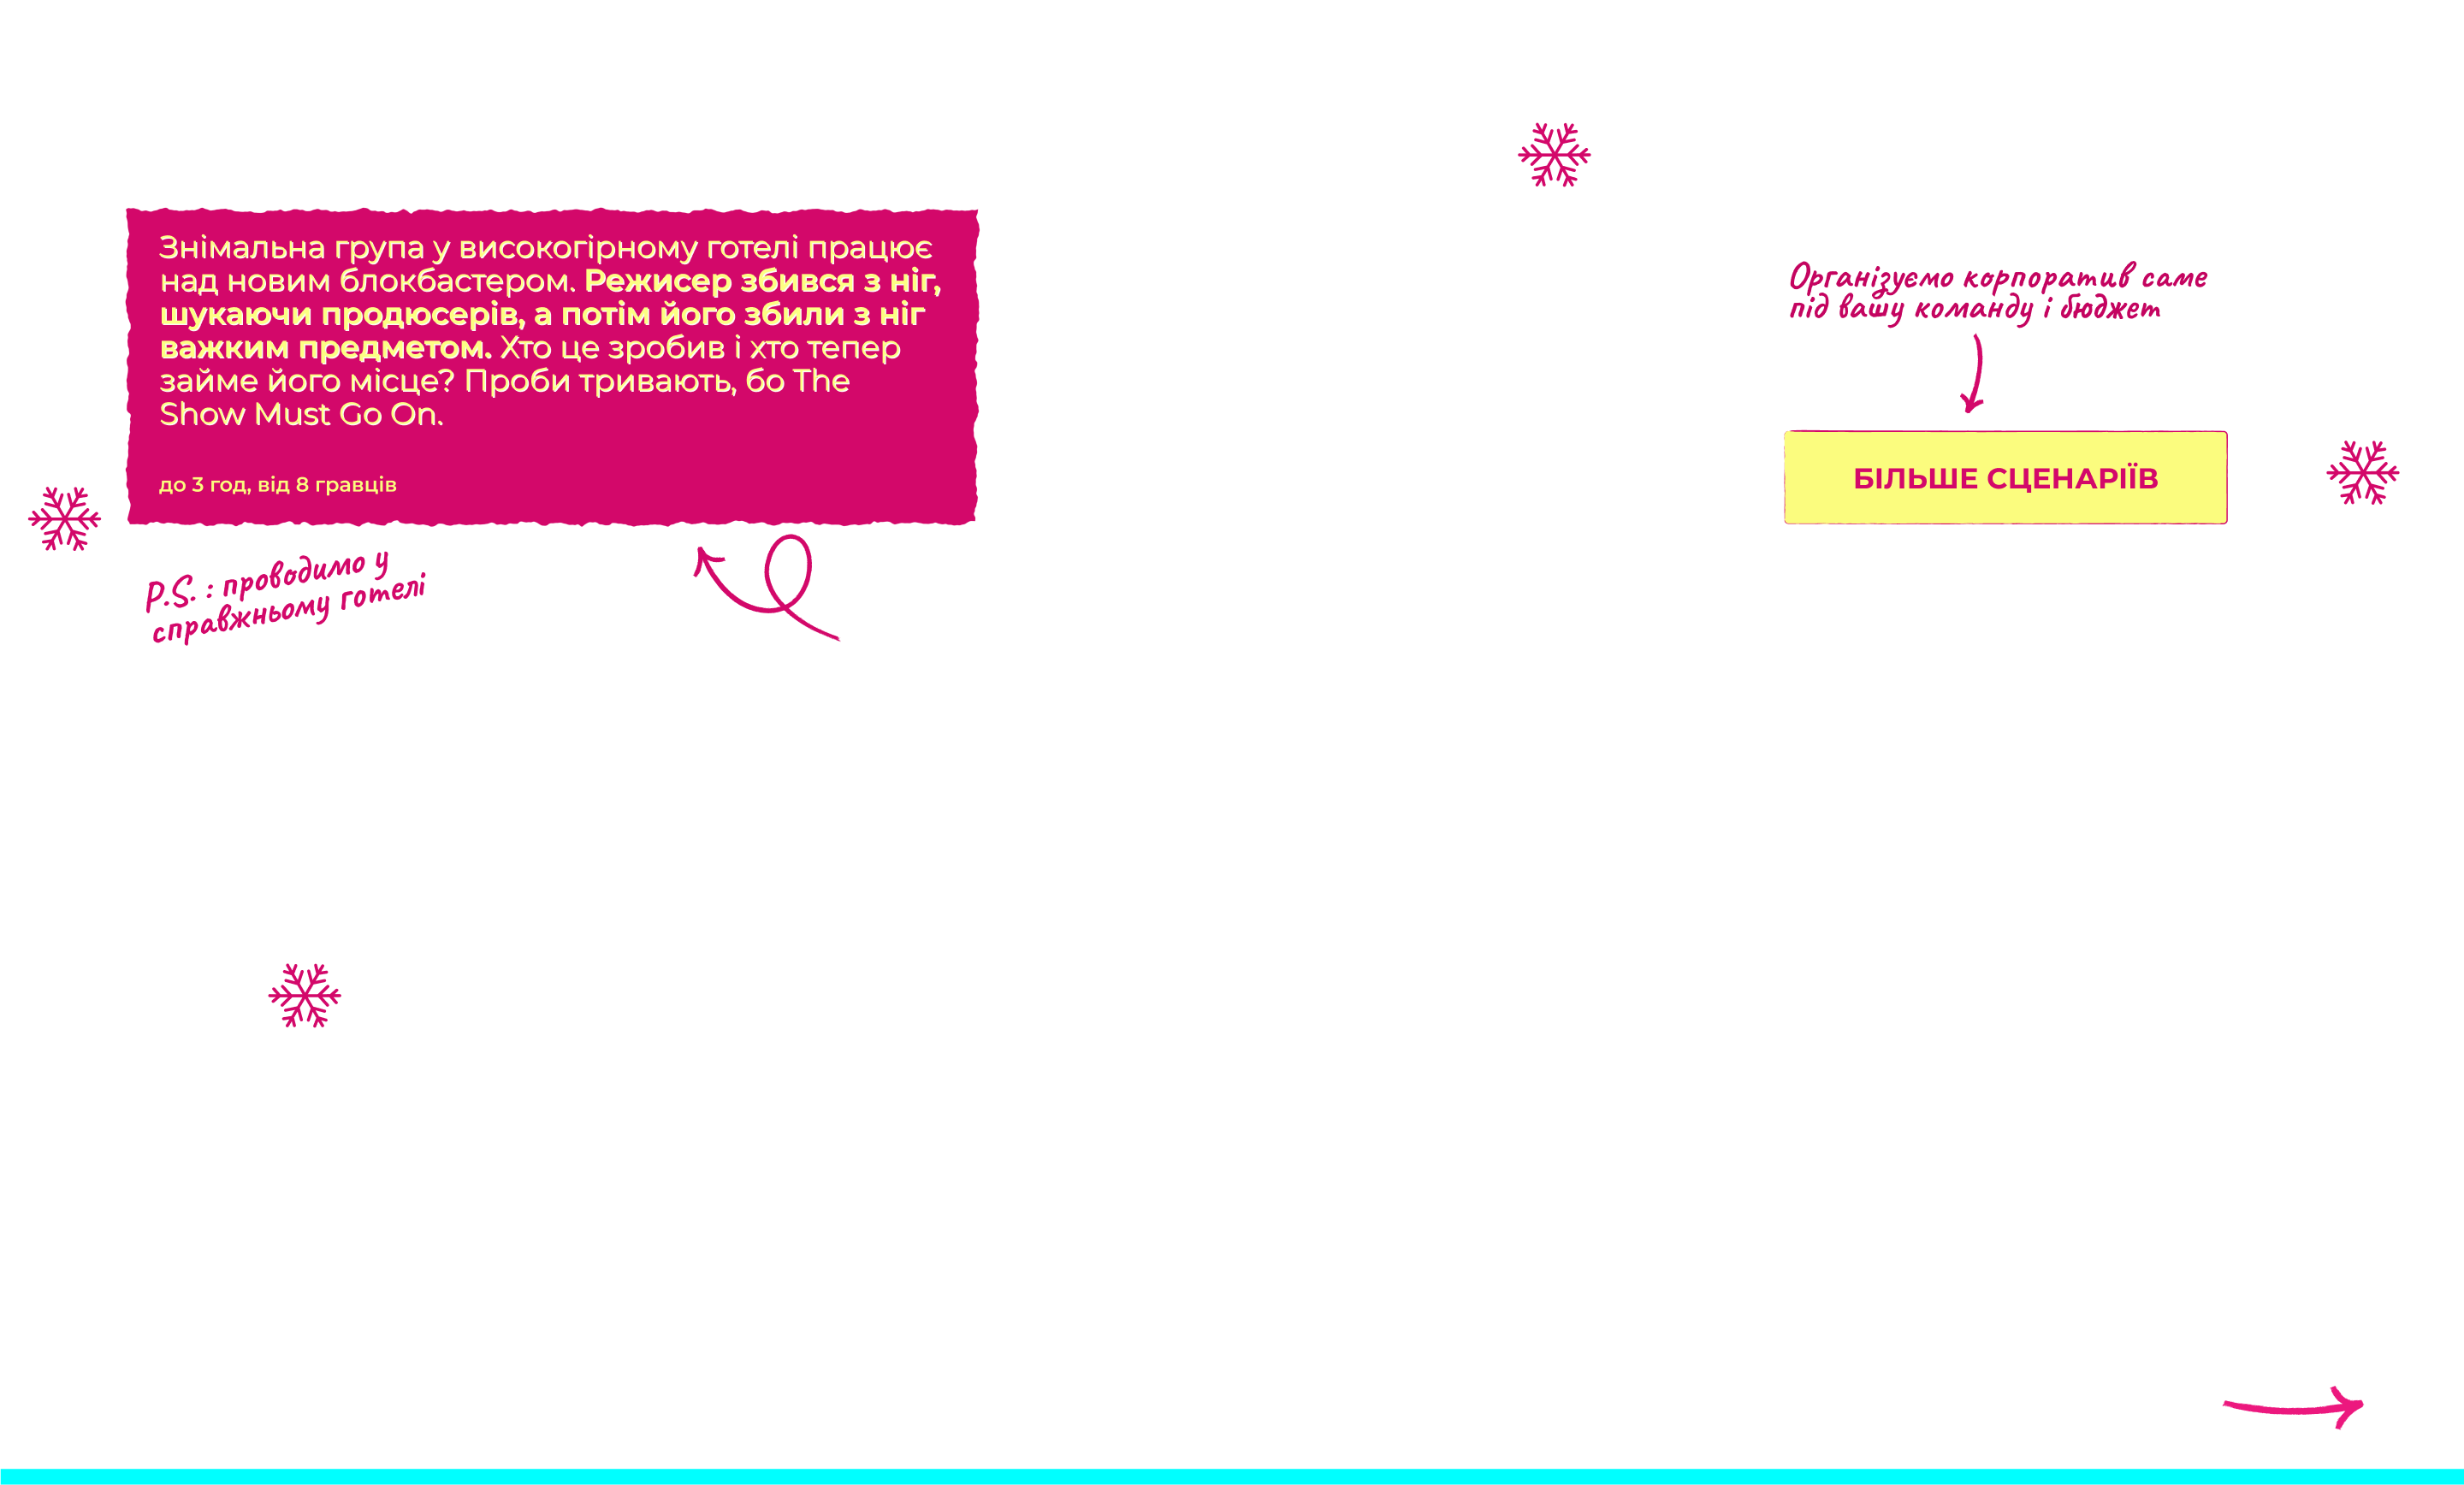 Знімальна група у високогірному готелі працює
над новим блокбастером. Режисер збився з ніг,
шукаючи продюсерів, а потім його збили з ніг
важким предметом. Хто це зробив і хто тепер
займе його місце? Проби тривають, бо The
Show Must Go On.
до 3 год, від 8 гравців
P.S. : проводимо у
справжньому готелі
Організуємо корпоратив саме
під вашу команду і бюджет
БІЛЬШЕ СЦЕНАРІЇВ